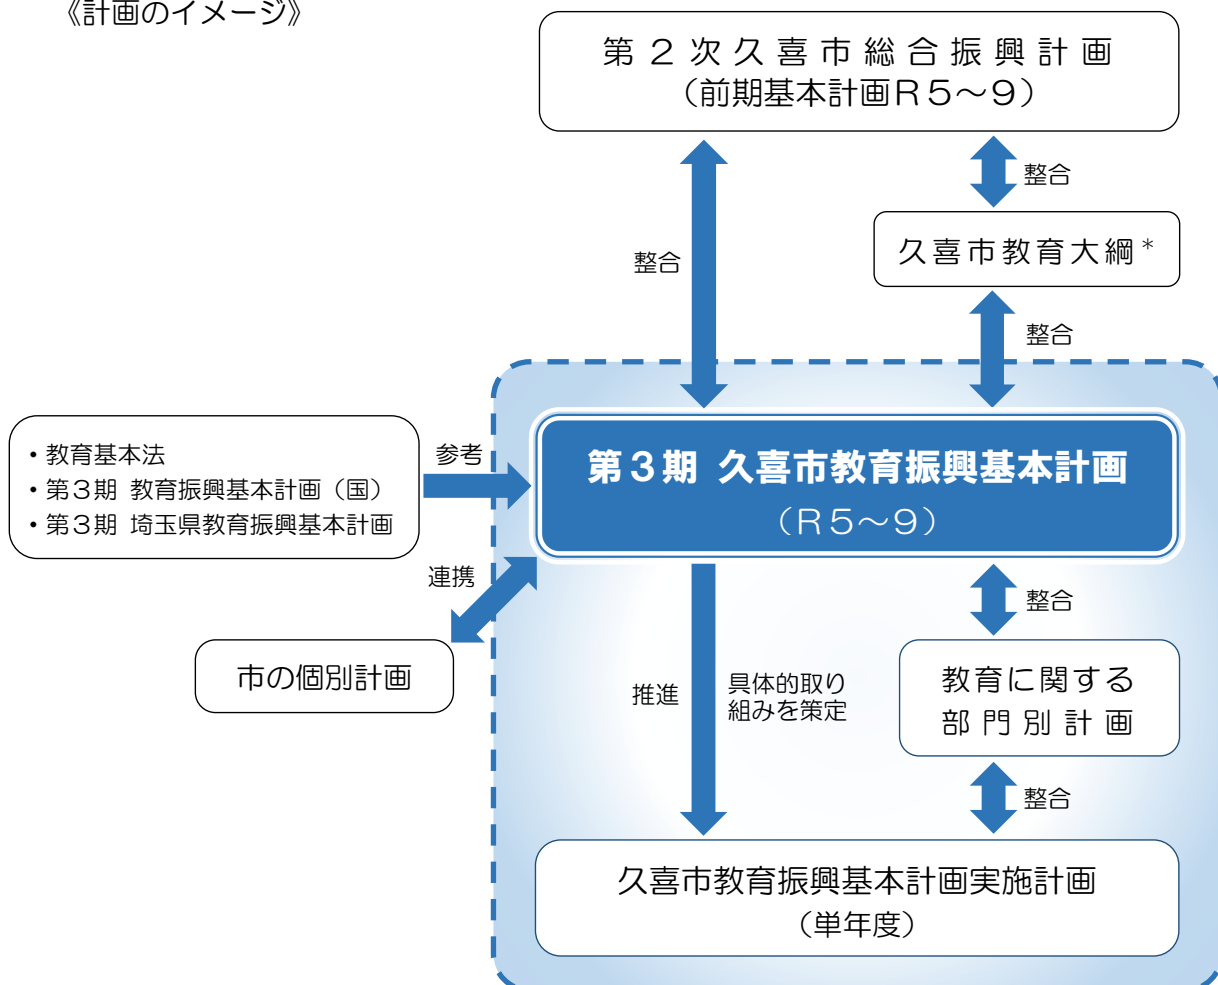 《計画のイメージ》
第２次久喜市総合振興計画
（前期基本計画Ｒ５～９）
整合
久喜市教育大綱＊
整合
整合
・教育基本法
・第３期 教育振興基本計画（国）
・第３期 埼玉県教育振興基本計画
参考
第３期 久喜市教育振興基本計画
（Ｒ５～９）
連携
市の個別計画
整合
推進
具体的取り
組みを策定
教育に関する
部門別計画
整合
久喜市教育振興基本計画実施計画
（単年度）